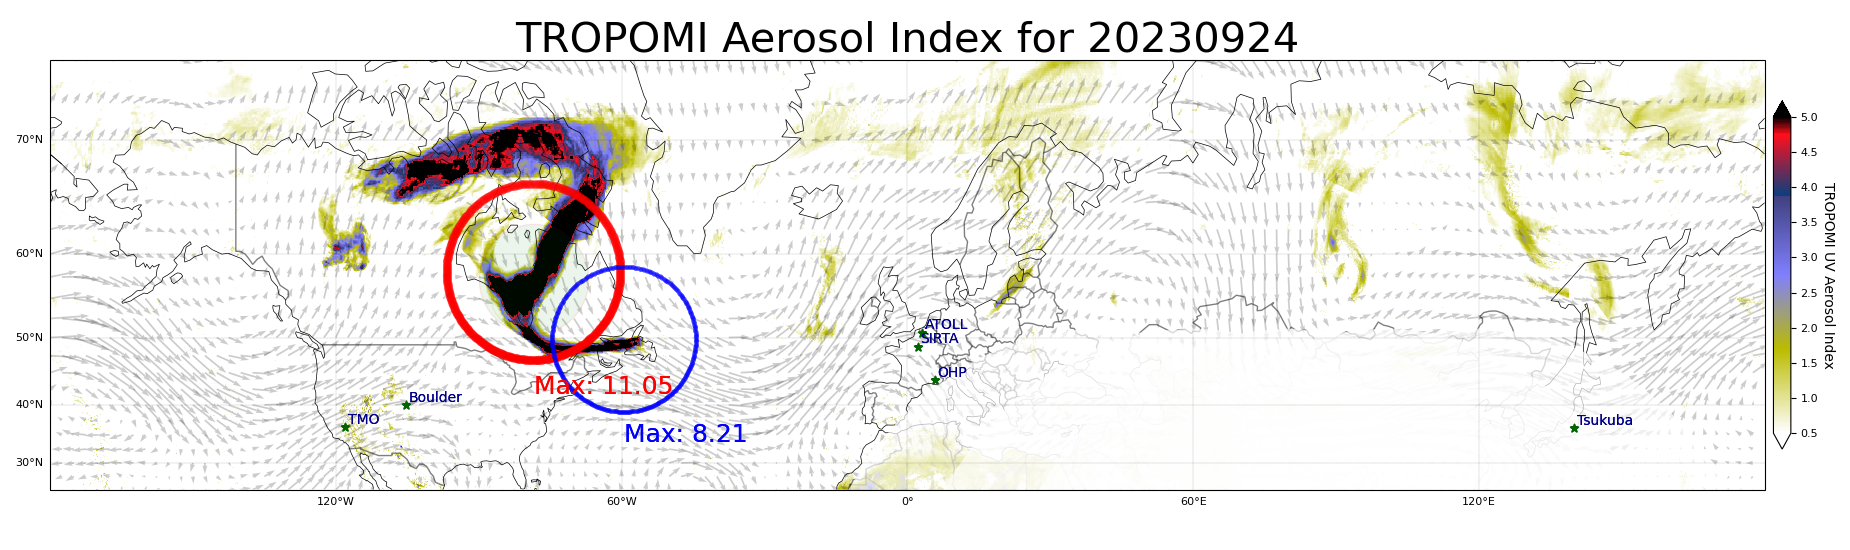 TROPOMI Aerosol Index for 20230924
70°N
60°N
50°N
40°N
30°N
120°W
60°W
0°
60°E
120°E
ATOLL
SIRTA
OHP
Boulder
TMO
Tsukuba
Max: 11.05
Max: 8.21
5.0
4.5
4.0
3.5
3.0
2.5
2.0
1.5
1.0
0.5
TROPOMI UV Aerosol Index